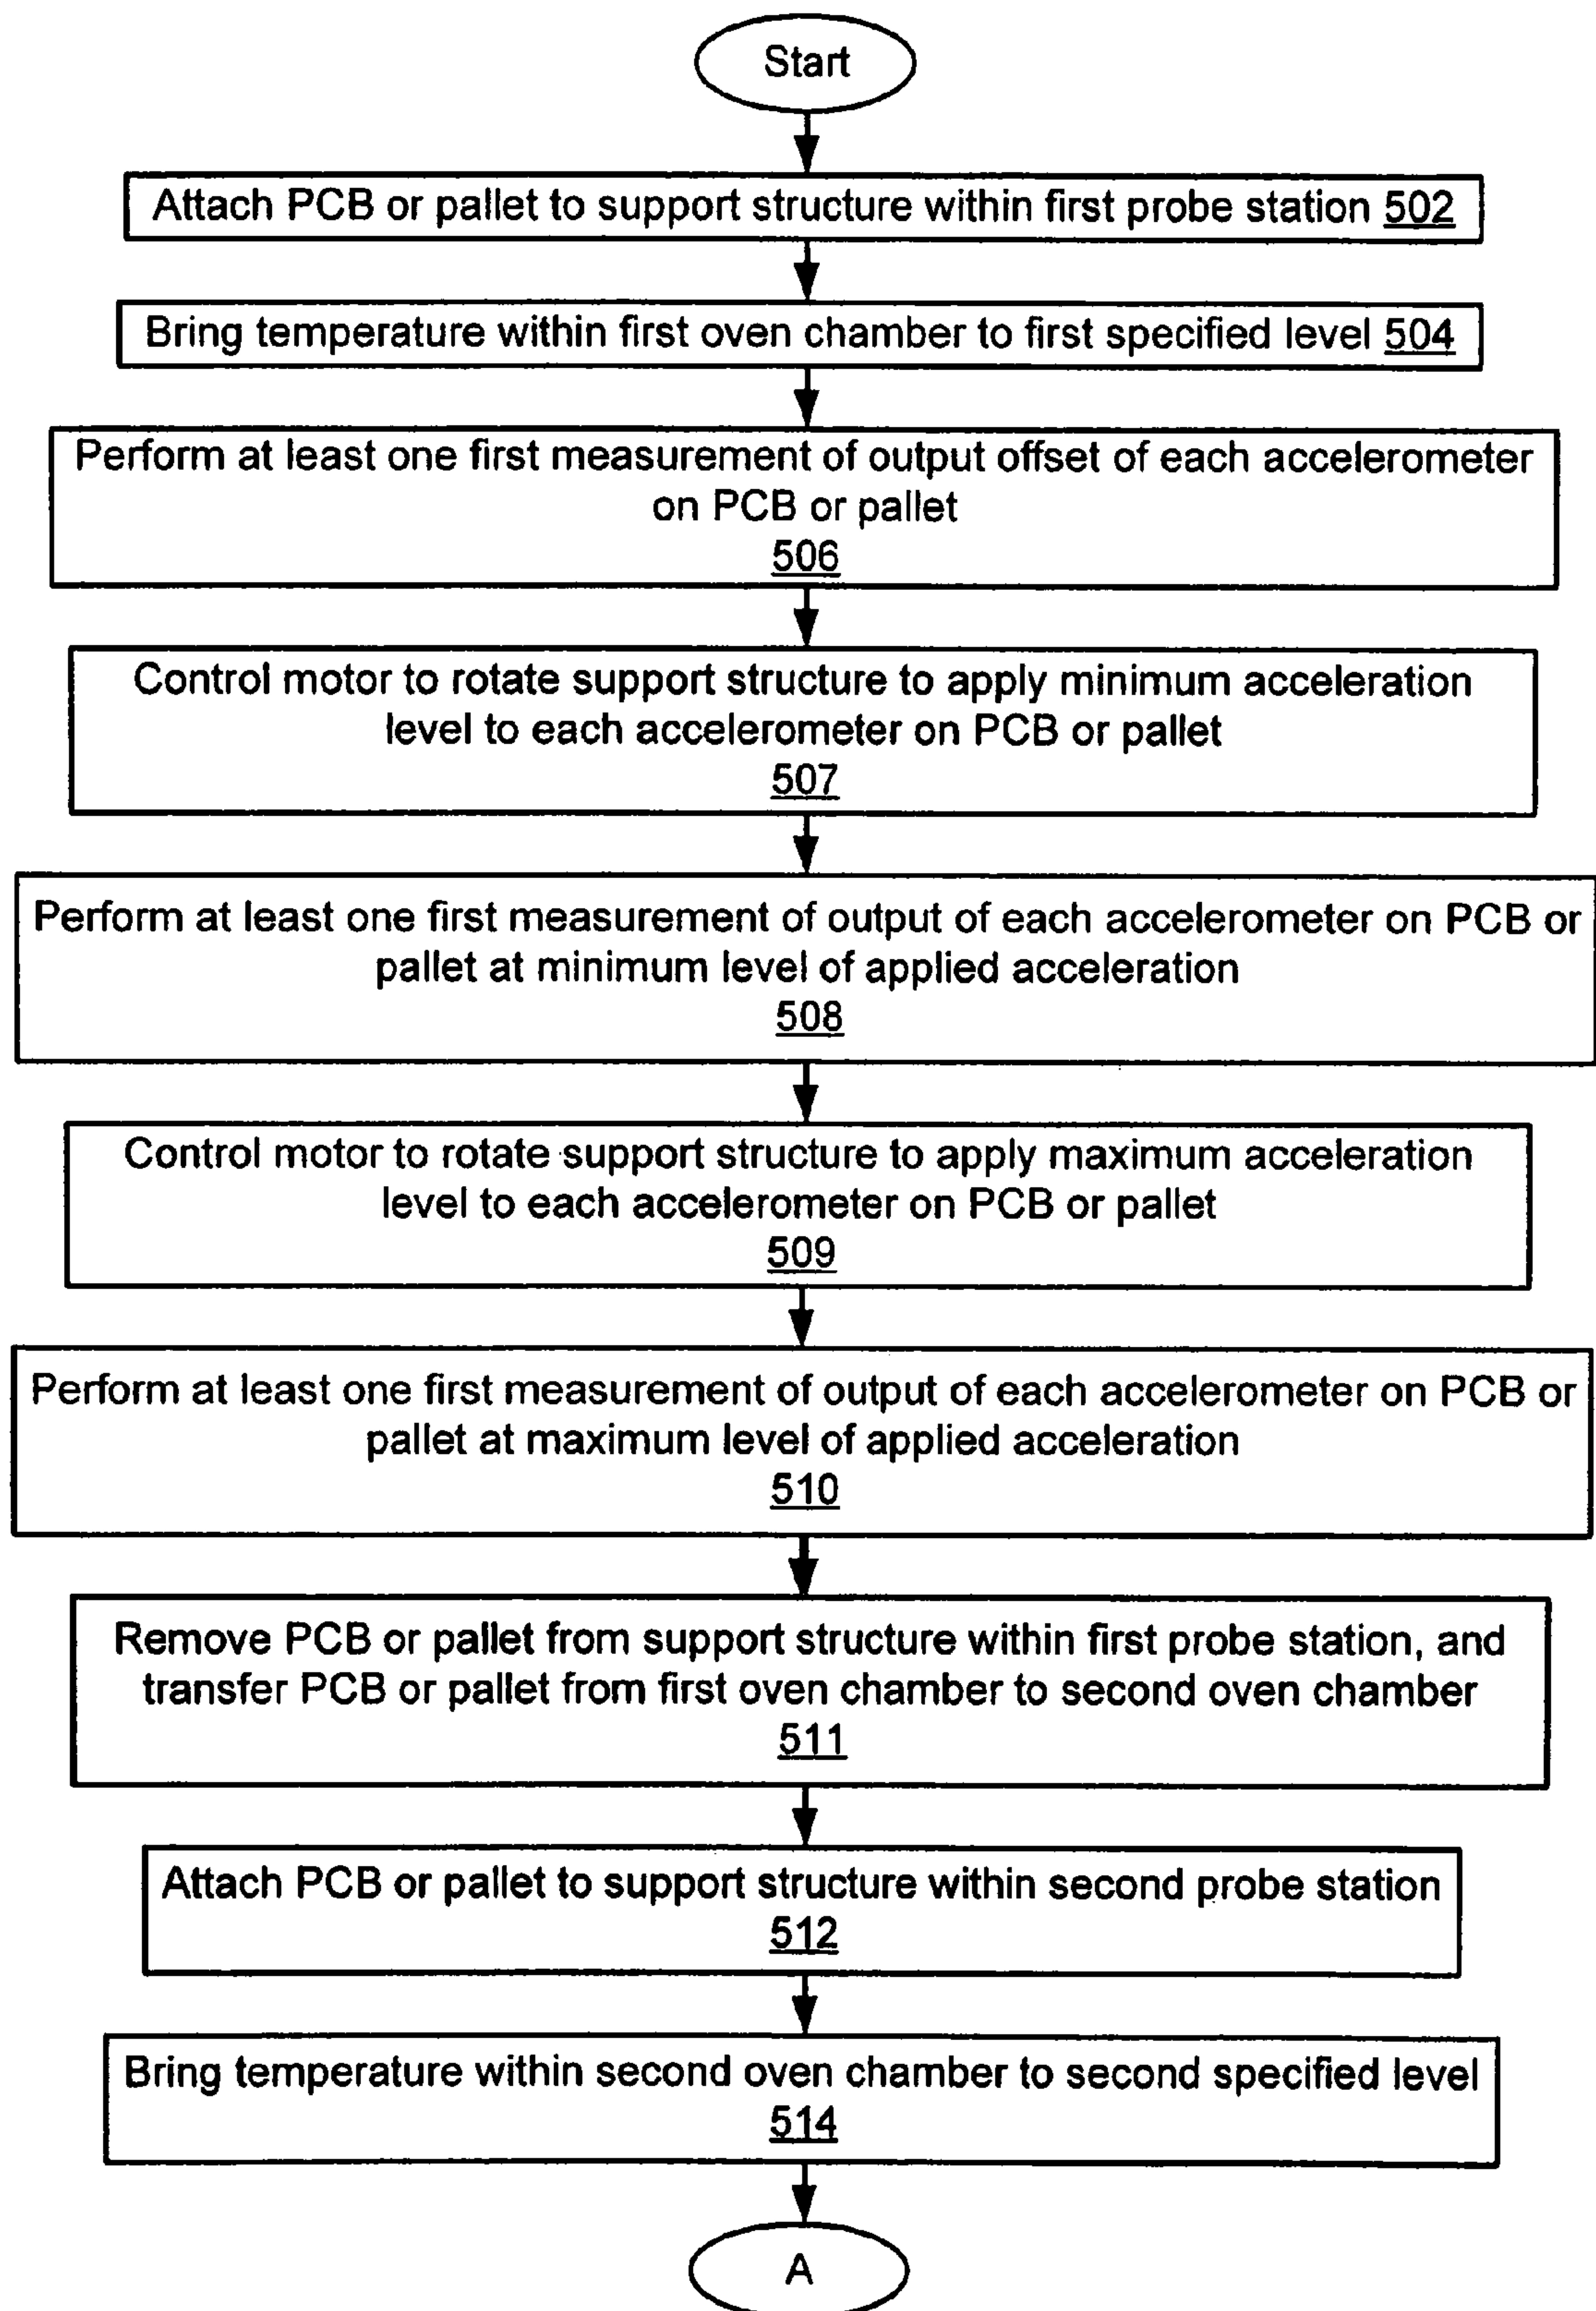 Start
Attach PCB or pallet to support structure within first probe station 502
Bring temperature within first oven chamber to first specified level 504
Perform at least one first measurement of output offset of each accelerometer
on PCB or pallet
506
Control motor to rotate support structure to apply minimum acceleration
level to each accelerometer on PCB or pallet
507
Perform at least one first measurement of output of each accelerometer on PCB or
pallet at minimum level of applied acceleration
508
Control motor to rotate support structure to apply maximum acceleration
level to each accelerometer on PCB or pallet
509
Perform at least one first measurement of output of each accelerometer on PCB or
pallet at maximum level of applied acceleration
510
Remove PCB or pallet from support structure within first probe station, and
transfer PCB or pallet from first oven chamber to second oven chamber
511
Attach PCB or pallet to support structure within second probe station
512
Bring temperature within second oven chamber to second specified level
514
A